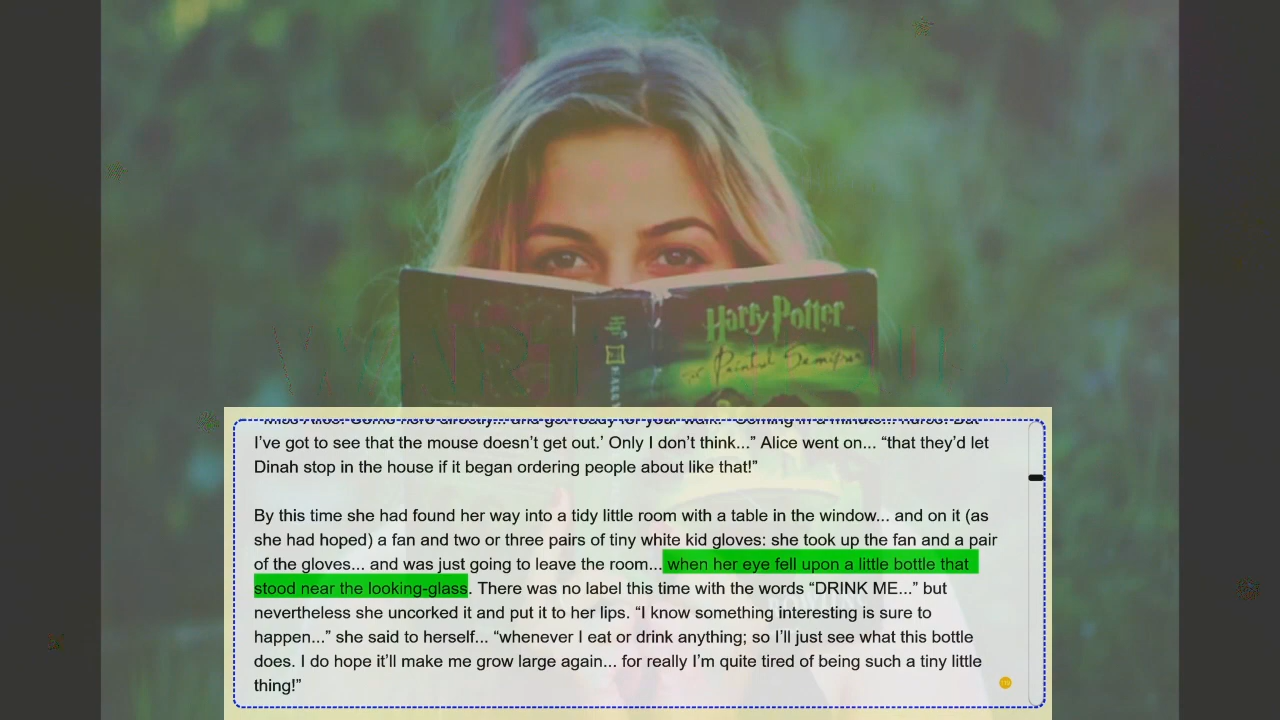 Harry Potter
I’ve got to see that the mouse doesn’t get out.’ Only I don’t think...” Alice went on... “that they’d let
Dinah stop in the house if it began ordering people about like that!”
By this time she had found her way into a tidy little room with a table in the window... and on it (as
she had hoped) a fan and two or three pairs of tiny white kid gloves: she took up the fan and a pair
of the gloves... and was just going to leave the room... when her eye fell upon a little bottle that
stood near the looking-glass. There was no label this time with the words “DRINK ME...” but
nevertheless she uncorked it and put it to her lips. “I know something interesting is sure to
happen...” she said to herself... “whenever I eat or drink anything; so I’ll just see what this bottle
does. I do hope it’ll make me grow large again... for really I’m quite tired of being such a tiny little
thing!”